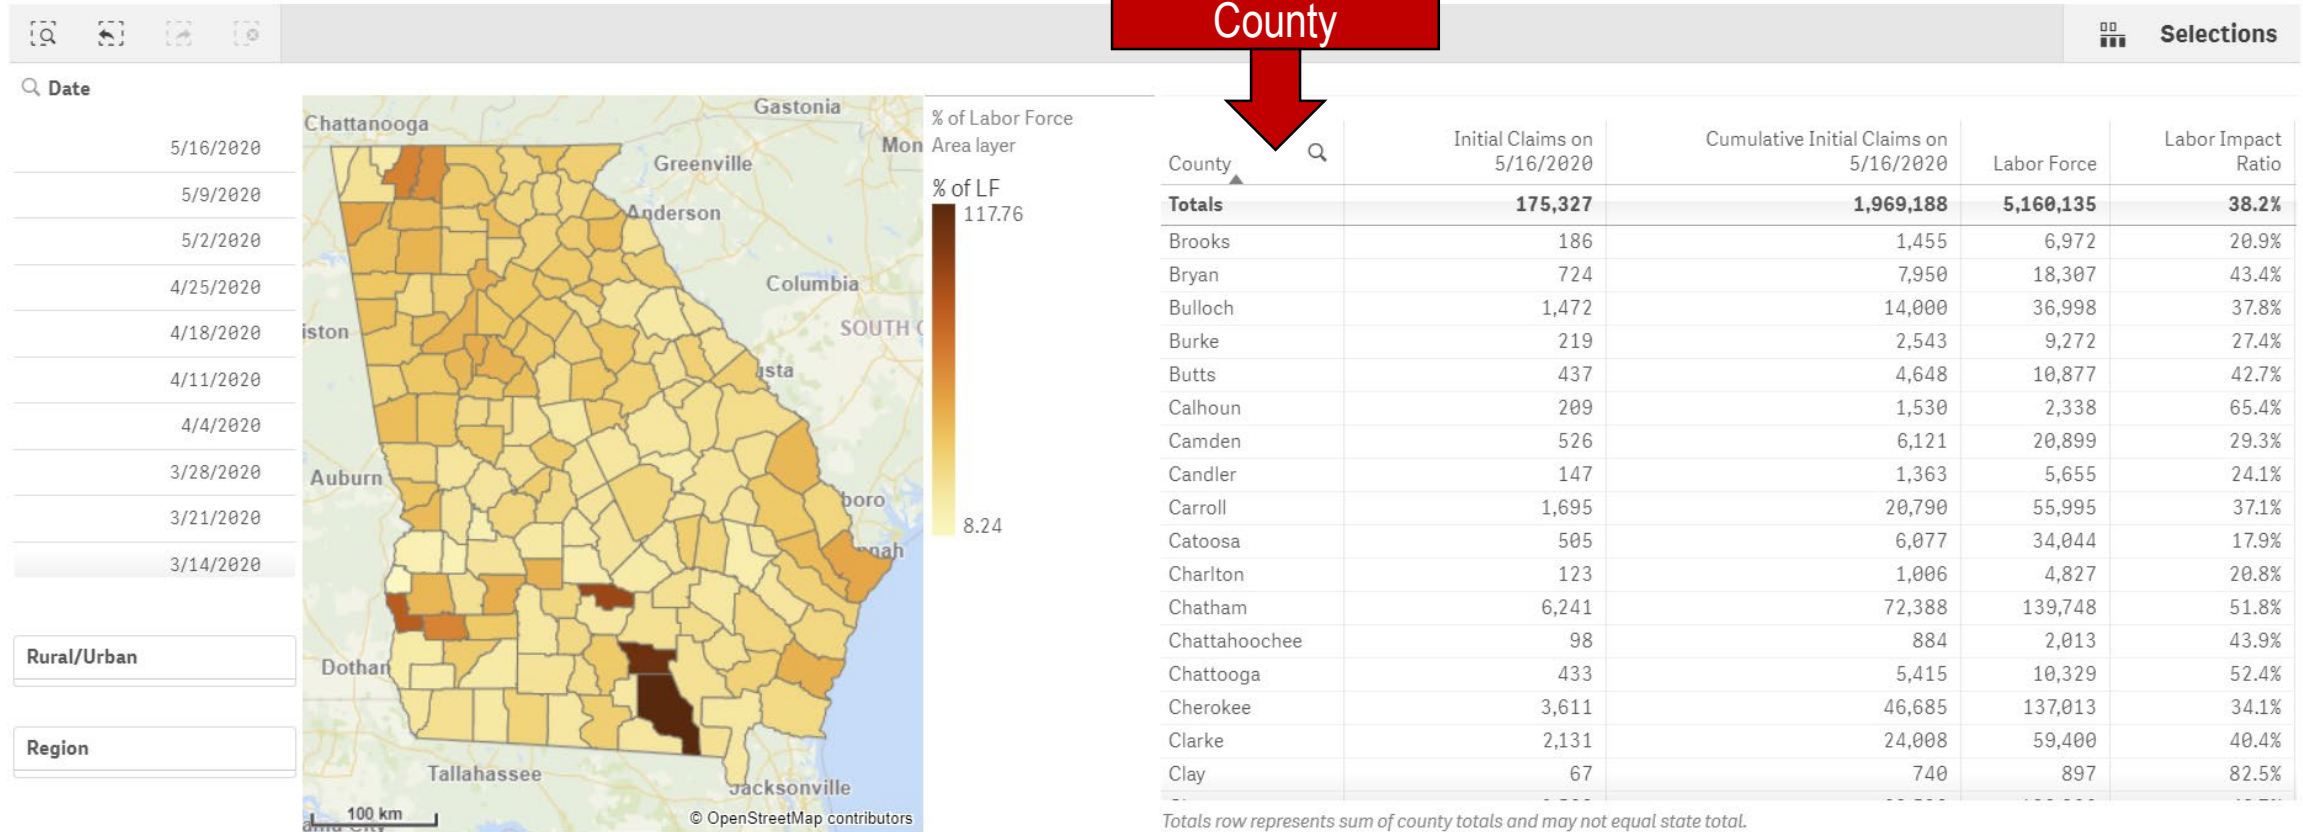 County
Selections
Date
5/16/2020
5/9/2020
5/2/2020
4/25/2020
4/18/2020
4/11/2020
4/4/2020
3/28/2020
3/21/2020
3/14/2020
Rural/Urban
Region
Gastonia
Chattanooga
Mon
Greenville
Anderson
Columbia
iston
SOUTH
usta
Auburn
boro
nnah
Dothan
Tallahassee
Jacksonville
100 km
© OpenStreetMap contributors
% of Labor Force
Area layer
% of LF
117.76
8.24
County Initial Claims on 5/16/2020 Cumulative Initial Claims on 5/16/2020 Labor Force Labor Impact Ratio
Totals 175,327 1,969,188 5,160,135 38.2%
Brooks 186 1,455 6,972 20.9%
Bryan 724 7,950 18,307 43.4%
Bulloch 1,472 14,000 36,998 37.8%
Burke 219 2,543 9,272 27.4%
Butts 437 4,648 10,877 42.7%
Calhoun 209 1,530 2,338 65.4%
Camden 526 6,121 20,899 29.3%
Candler 147 1,363 5,655 24.1%
Carroll 1,695 20,790 55,995 37.1%
Catoosa 505 6,077 34,044 17.9%
Charlton 123 1,006 4,827 20.8%
Chatham 6,241 72,388 139,748 51.8%
Chattahoochee 98 884 2,013 43.9%
Chattooga 433 5,415 10,329 52.4%
Cherokee 3,611 46,685 137,013 34.1%
Clarke 2,131 24,008 59,400 40.4%
Clay 67 740 897 82.5%
Totals row represents sum of county totals and may not equal state total.